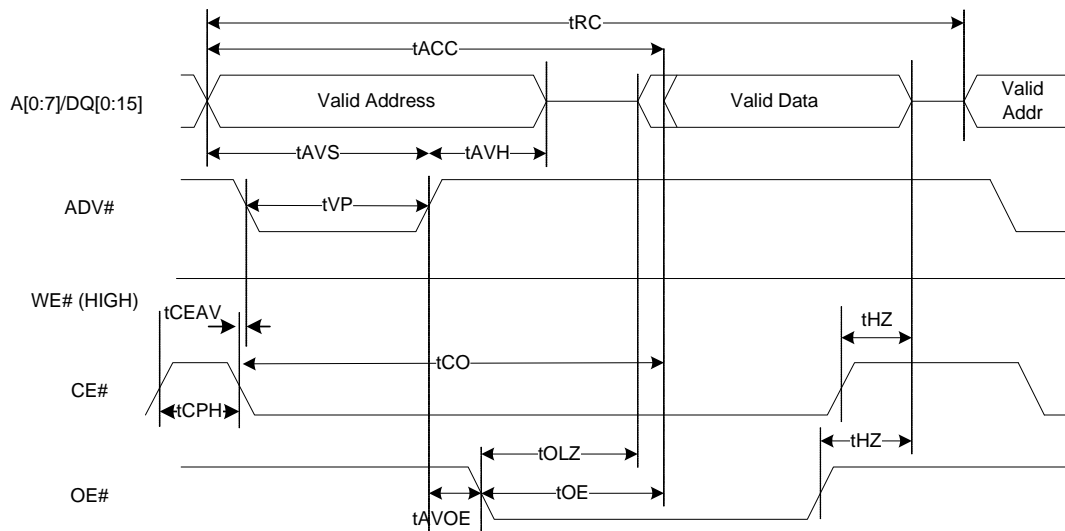 tRC
tACC
A[0:7]/DQ[0:15]
Valid Address
Valid Data
Valid
Addr
tAVS
tAVH
ADV#
tVP
WE# (HIGH)
tCEAV
tHZ
tCO
CE#
tCPH
tHZ
tOLZ
OE#
tOE
tAVOE